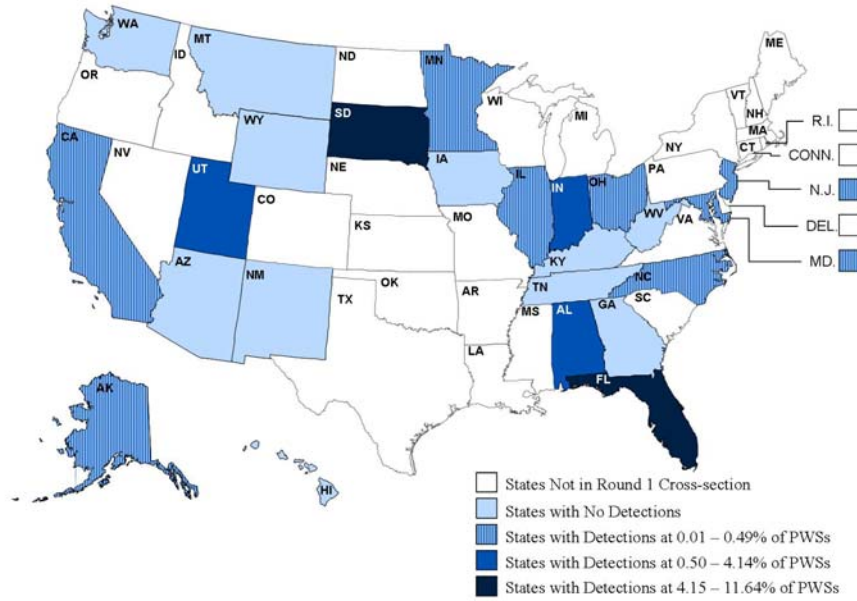 WA
MT
ND
MN
ME
ID
OR
VT
NH
WI
MI
MA
R.I.
SD
WY
NY
CT
CONN.
CA
NV
UT
NE
IA
PA
N.J.
IL
IN
OH
CO
WV
VA
DEL.
KS
MO
KY
MD.
AZ
NM
OK
TN
NC
AR
SC
TX
MS
AL
GA
LA
FL
AK
HI
States Not in Round 1 Cross-section
States with No Detections
States with Detections at 0.01 – 0.49% of PWSs
States with Detections at 0.50 – 4.14% of PWSs
States with Detections at 4.15 – 11.64% of PWSs